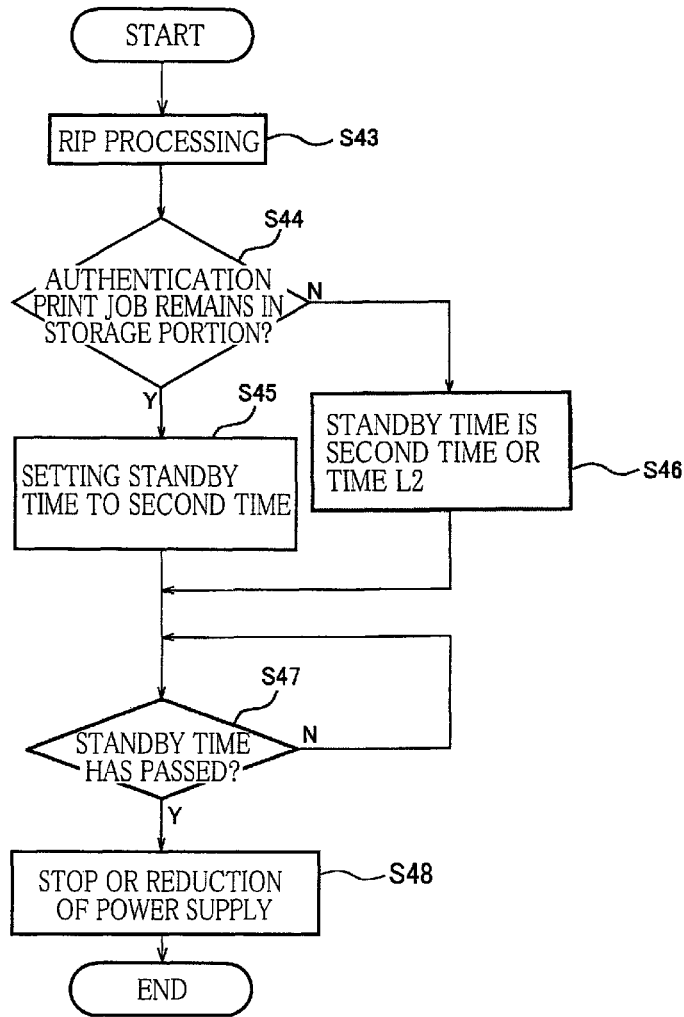 START
RIP PROCESSING
S43
S44
AUTHENTICATION
PRINT JOB REMAINS IN
STORAGE PORTION?
N
Y
S45
SETTING STANDBY
TIME TO SECOND TIME
STANDBY TIME IS
SECOND TIME OR
TIME L2
S46
S47
STANDBY TIME
HAS PASSED?
N
Y
STOP OR REDUCTION
OF POWER SUPPLY
S48
END